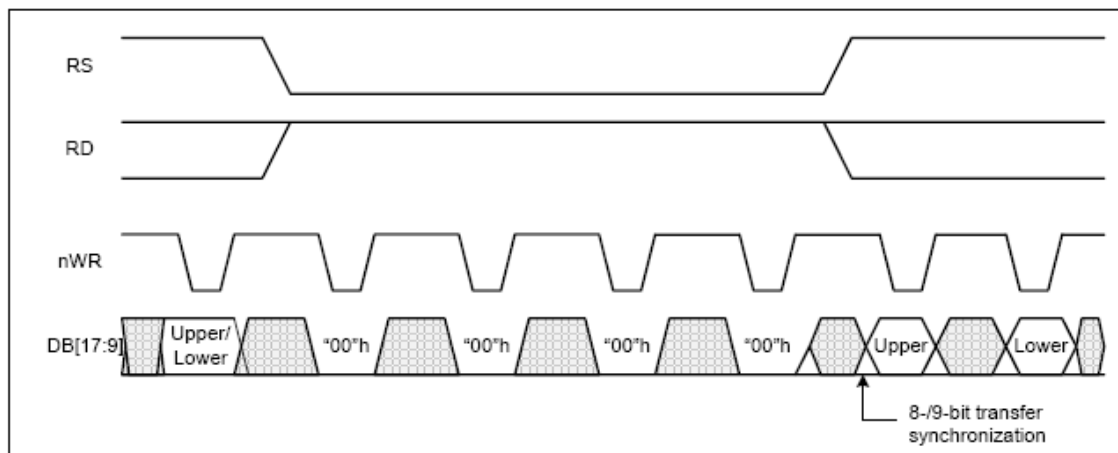 RS
RD
nWR
DB[17:9]
Upper/
Lower
“00”h
“00”h
“00”h
“00”h
Upper
Lower
8-/9-bit transfer
synchronization